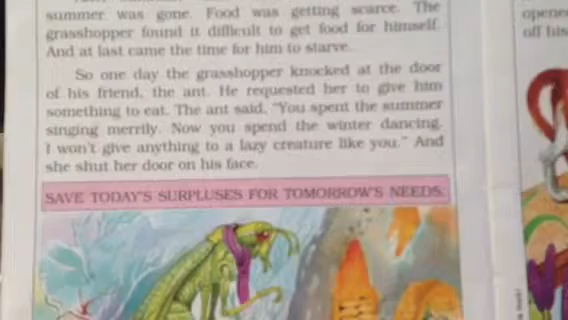 summer was gone. Food was getting scarce. The
grasshopper found it difficult to get food for himself.
And at last came the time for him to starve.
So one day the grasshopper knocked at the door
of his friend, the ant. He requested her to give him
something to eat. The ant said, "You spent the summer
singing merrily. Now you spend the winter dancing.
I won't give anything to a lazy creature like you." And
she shut her door on his face.
SAVE TODAY'S SURPLUSES FOR TOMORROW'S NEEDS.
opene
off his